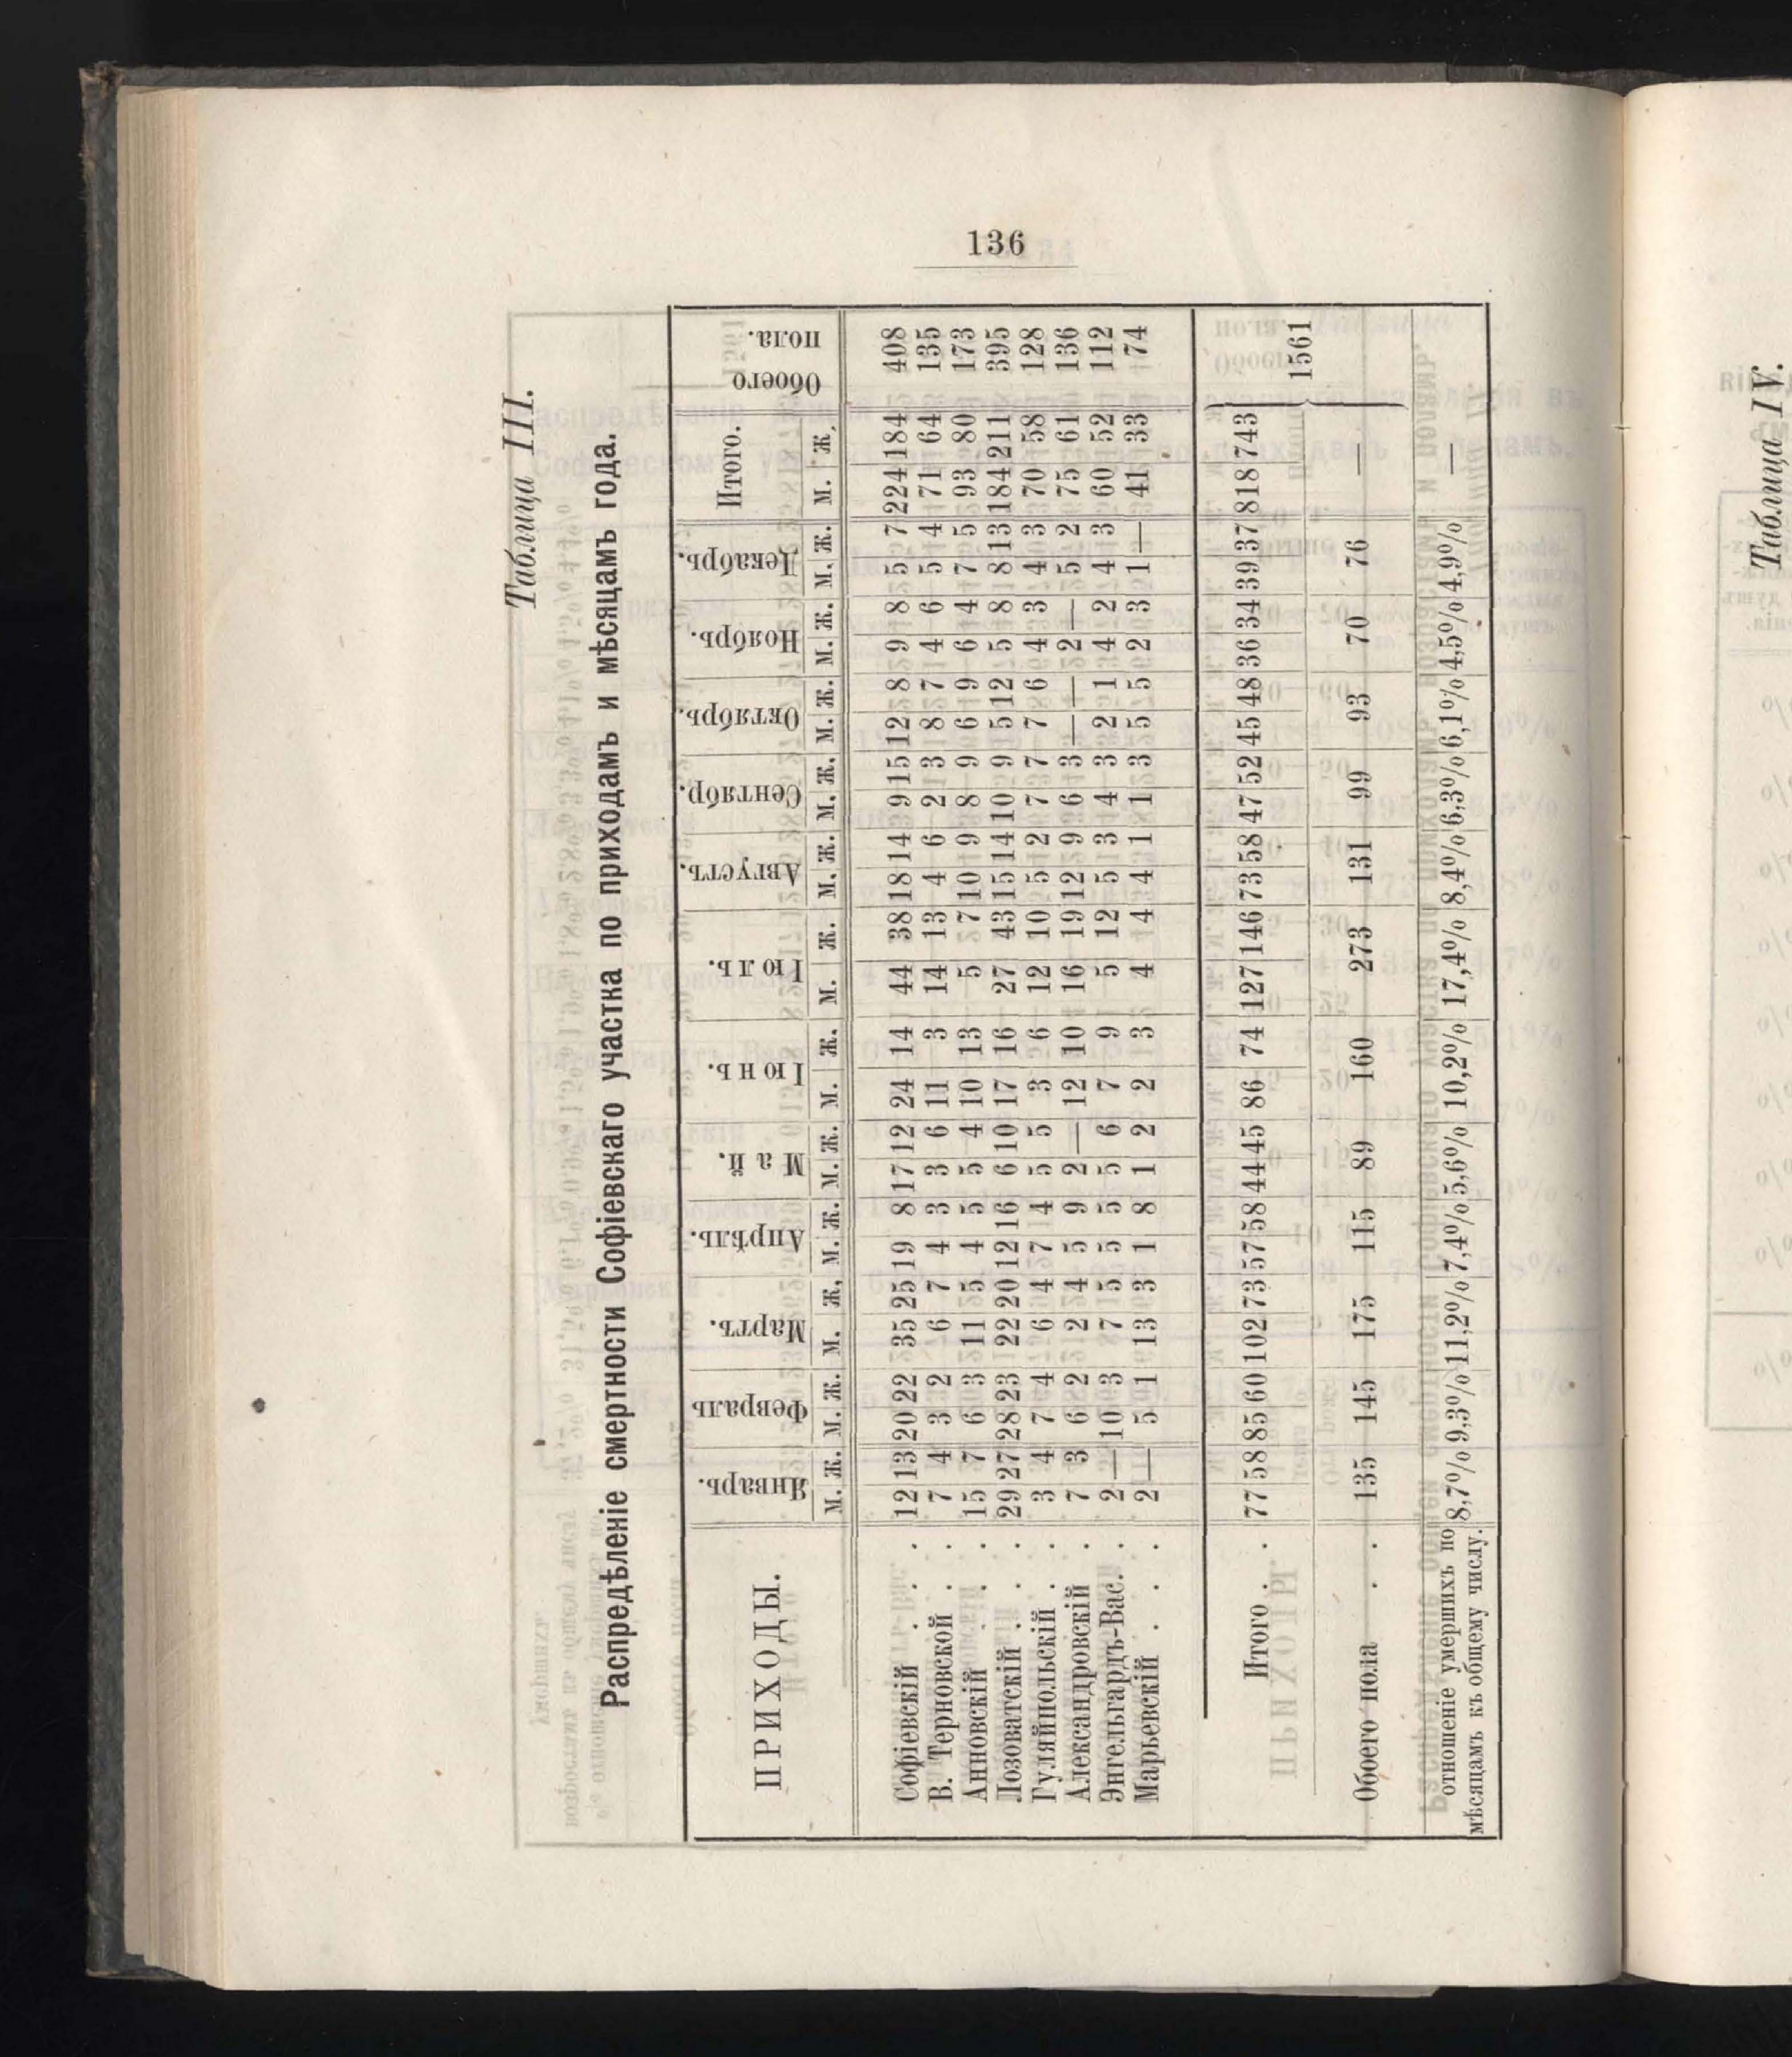 136
Таблица III.
Распредѣленіе смертности Софіевскаго участка по приходамъ и мѣсяцамъ года.
ПРИХОДЫ. Январь. Февраль Мартъ. Апрѣль. Май. Іюнь. Іюль. Августъ. Сентябр. Октябрь. Ноябрь. Декабрь. Итого. Обоего пола.
М. Ж. М. Ж. М. Ж. М. Ж. М. Ж. М. Ж. М. Ж. М. Ж. М. Ж. М. Ж. М. Ж. М. Ж. М. Ж.
Софіевскій . . . 12 13 20 22 35 25 19 8 17 12 24 14 44 38 18 14 39 15 12 8 9 8 5 7 224 184 408
В. Терновской . . 7 4 3 2 6 7 4 3 3 6 11 3 14 13 4 6 2 3 8 7 4 6 5 4 71 64 135
Анновскій . . . 15 7 6 3 11 5 4 5 5 4 10 13 5 7 10 9 8 9 6 9 6 4 7 5 93 80 173
Лозоватскій . . . 29 27 28 23 22 20 12 16 6 10 17 16 27 43 15 14 10 9 5 12 5 8 8 13 184 211 395
Гуляйпольскій . . 3 4 7 4 6 4 7 4 5 5 3 6 12 10 5 2 7 7 7 6 4 3 4 3 70 58 128
Александровскій . 7 3 6 2 2 4 5 9 2 — 12 10 16 19 12 9 6 3 — — 2 — 5 2 75 61 136
Энгельгардъ-Вас. . 2 — 10 3 7 5 5 5 5 6 7 9 5 12 5 3 4 3 2 1 4 2 4 3 60 52 112
Марьевскій . . . 2 — 5 1 13 3 1 8 1 2 2 3 4 4 4 1 1 3 5 5 2 3 1 — 41 33 74
Итого . . 77 58 85 60 102 73 57 58 44 45 86 74 127 146 73 58 47 52 45 48 36 34 39 37 818 743 1561
Обоего пола . . 135 145 175 115 89 160 273 131 99 93 70 76 —
отношеніе умершихъ по
мѣсяцамъ къ общему числу. 8,7% 9,3% 11,2% 7,4% 5,6% 10,2% 17,4% 8,4% 6,3% 6,1% 4,5% 4,9% —
Таблица IV.